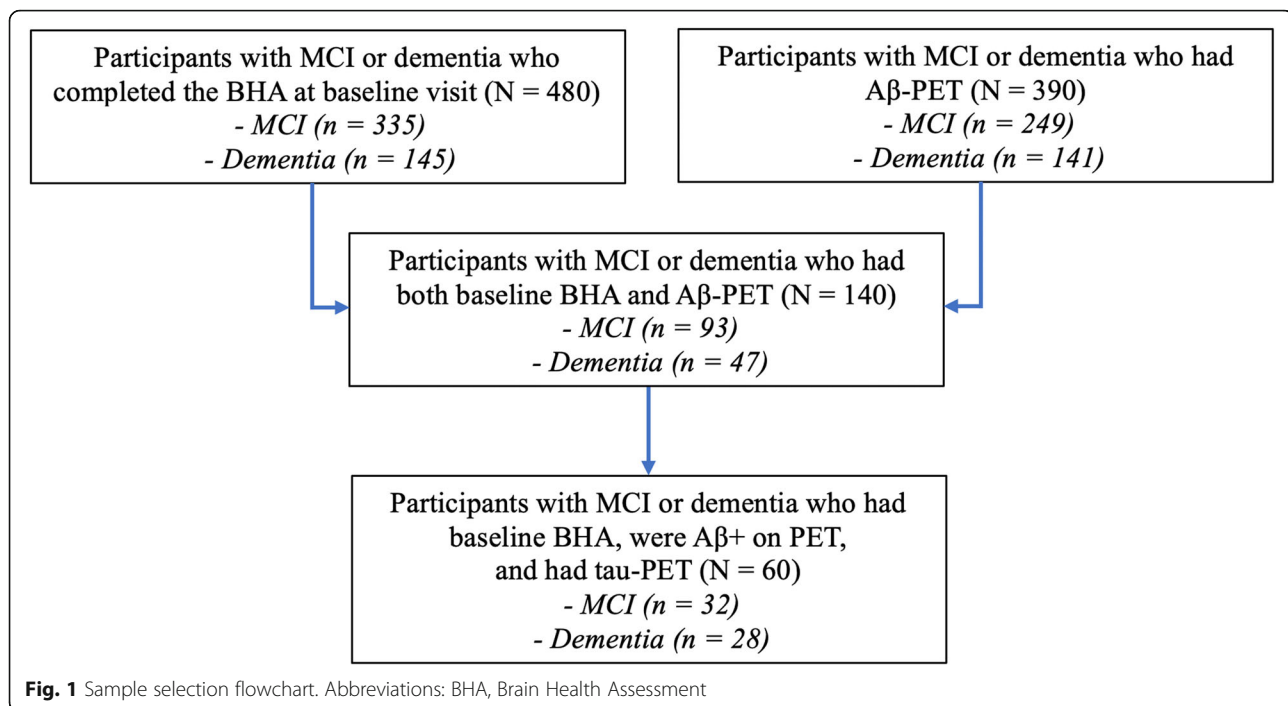 Participants with MCI or dementia who
completed the BHA at baseline visit (N = 480)
- MCI (n = 335)
- Dementia (n = 145)
Participants with MCI or dementia who had
Aβ-PET (N = 390)
- MCI (n = 249)
- Dementia (n = 141)
Participants with MCI or dementia who had
both baseline BHA and Aβ-PET (N = 140)
- MCI (n = 93)
- Dementia (n = 47)
Participants with MCI or dementia who had
baseline BHA, were Aβ+ on PET,
and had tau-PET (N = 60)
- MCI (n = 32)
- Dementia (n = 28)
Fig. 1 Sample selection flowchart. Abbreviations: BHA, Brain Health Assessment